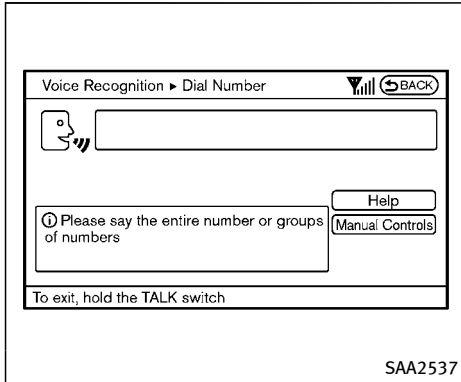 Voice Recognition ▸ Dial Number
BACK
Help
Please say the entire number or groups
of numbers
Manual Controls
To exit, hold the TALK switch
SAA2537